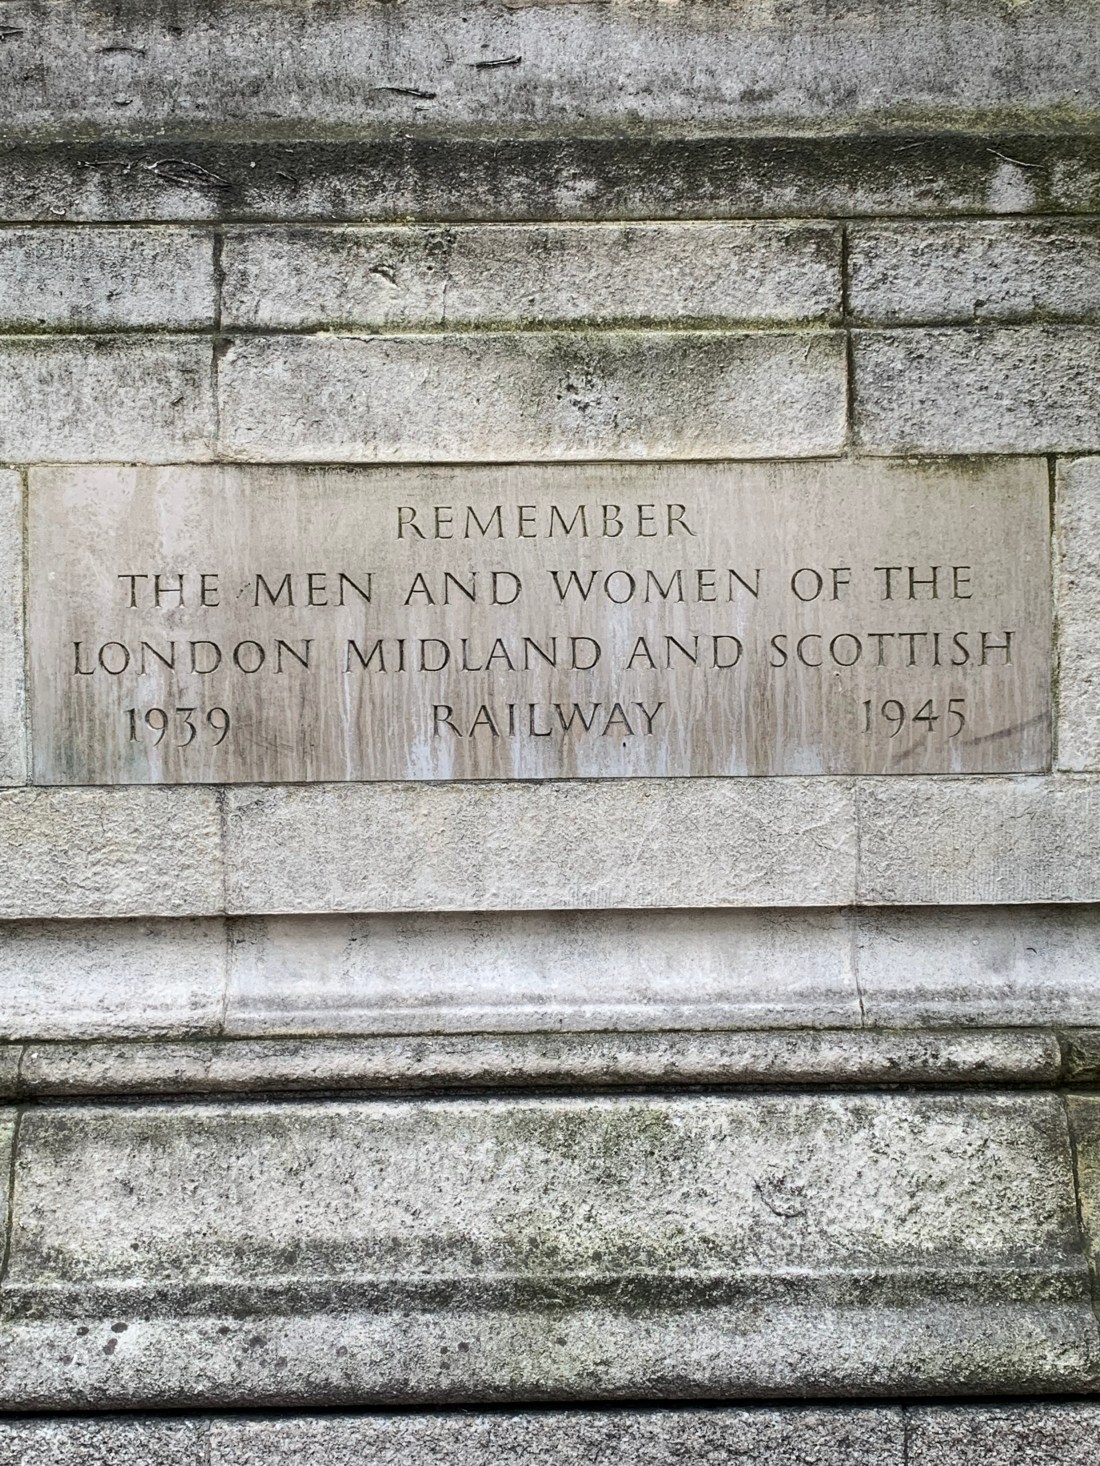 REMEMBER
THE MEN AND WOMEN OF THE
LONDON MIDLAND AND SCOTTISH
1939 RAILWAY 1945